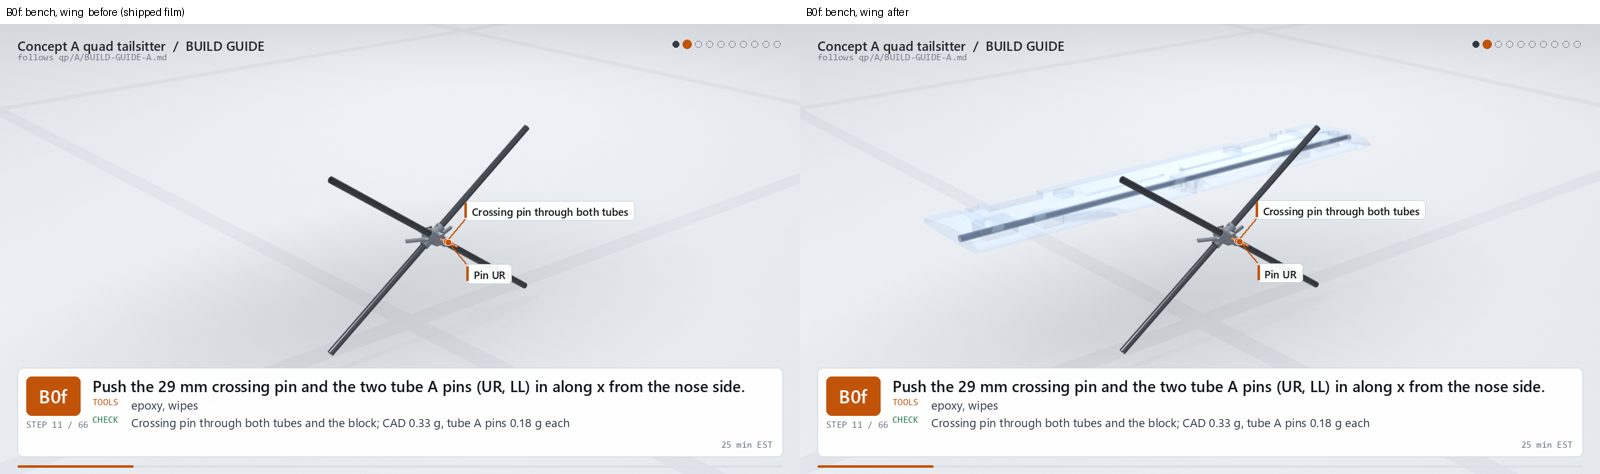 B0f: bench, wing before (shipped film)
Concept A quad tailsitter / BUILD GUIDE
follows qp/A/BUILD-GUIDE-A.md
Crossing pin through both tubes
Pin UR
B0f
Push the 29 mm crossing pin and the two tube A pins (UR, LL) in along x from the nose side.
TOOLS epoxy, wipes
STEP 11 / 66
CHECK Crossing pin through both tubes and the block; CAD 0.33 g, tube A pins 0.18 g each
25 min EST
B0f: bench, wing after
Concept A quad tailsitter / BUILD GUIDE
follows qp/A/BUILD-GUIDE-A.md
Crossing pin through both tubes
Pin UR
B0f
Push the 29 mm crossing pin and the two tube A pins (UR, LL) in along x from the nose side.
TOOLS epoxy, wipes
STEP 11 / 66
CHECK Crossing pin through both tubes and the block; CAD 0.33 g, tube A pins 0.18 g each
25 min EST